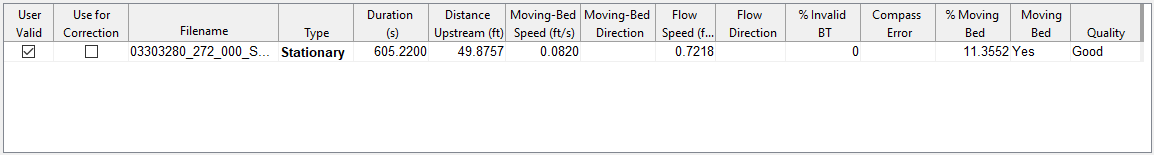 User Valid Use for Correction Filename Type Duration (s) Distance Upstream (ft) Moving-Bed Speed (ft/s) Moving-Bed Direction Flow Speed (f... Flow Direction % Invalid BT Compass Error % Moving Bed Moving Bed Quality
03303280_272_000_S... Stationary 605.2200 49.8757 0.0820 0.7218 0 11.3552 Yes Good